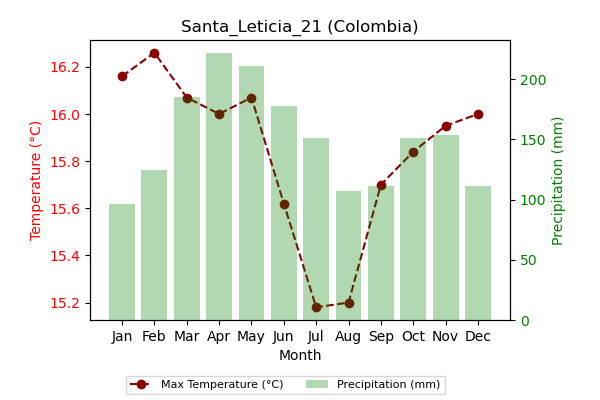 Santa_Leticia_21 (Colombia)
Temperature (°C)
16.2
16.0
15.8
15.6
15.4
15.2
200
150
100
50
0
Precipitation (mm)
Jan Feb Mar Apr May Jun Jul Aug Sep Oct Nov Dec
Month
Max Temperature (°C) Precipitation (mm)